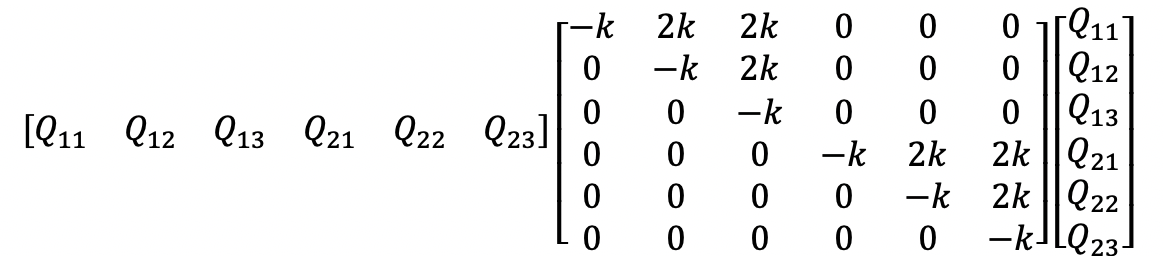 [Q₁₁ Q₁₂ Q₁₃ Q₂₁ Q₂₂ Q₂₃] [−k 2k 2k 0 0 0] [Q₁₁]
[0 −k 2k 0 0 0] [Q₁₂]
[0 0 −k 0 0 0] [Q₁₃]
[0 0 0 −k 2k 2k] [Q₂₁]
[0 0 0 0 −k 2k] [Q₂₂]
[0 0 0 0 0 −k] [Q₂₃]